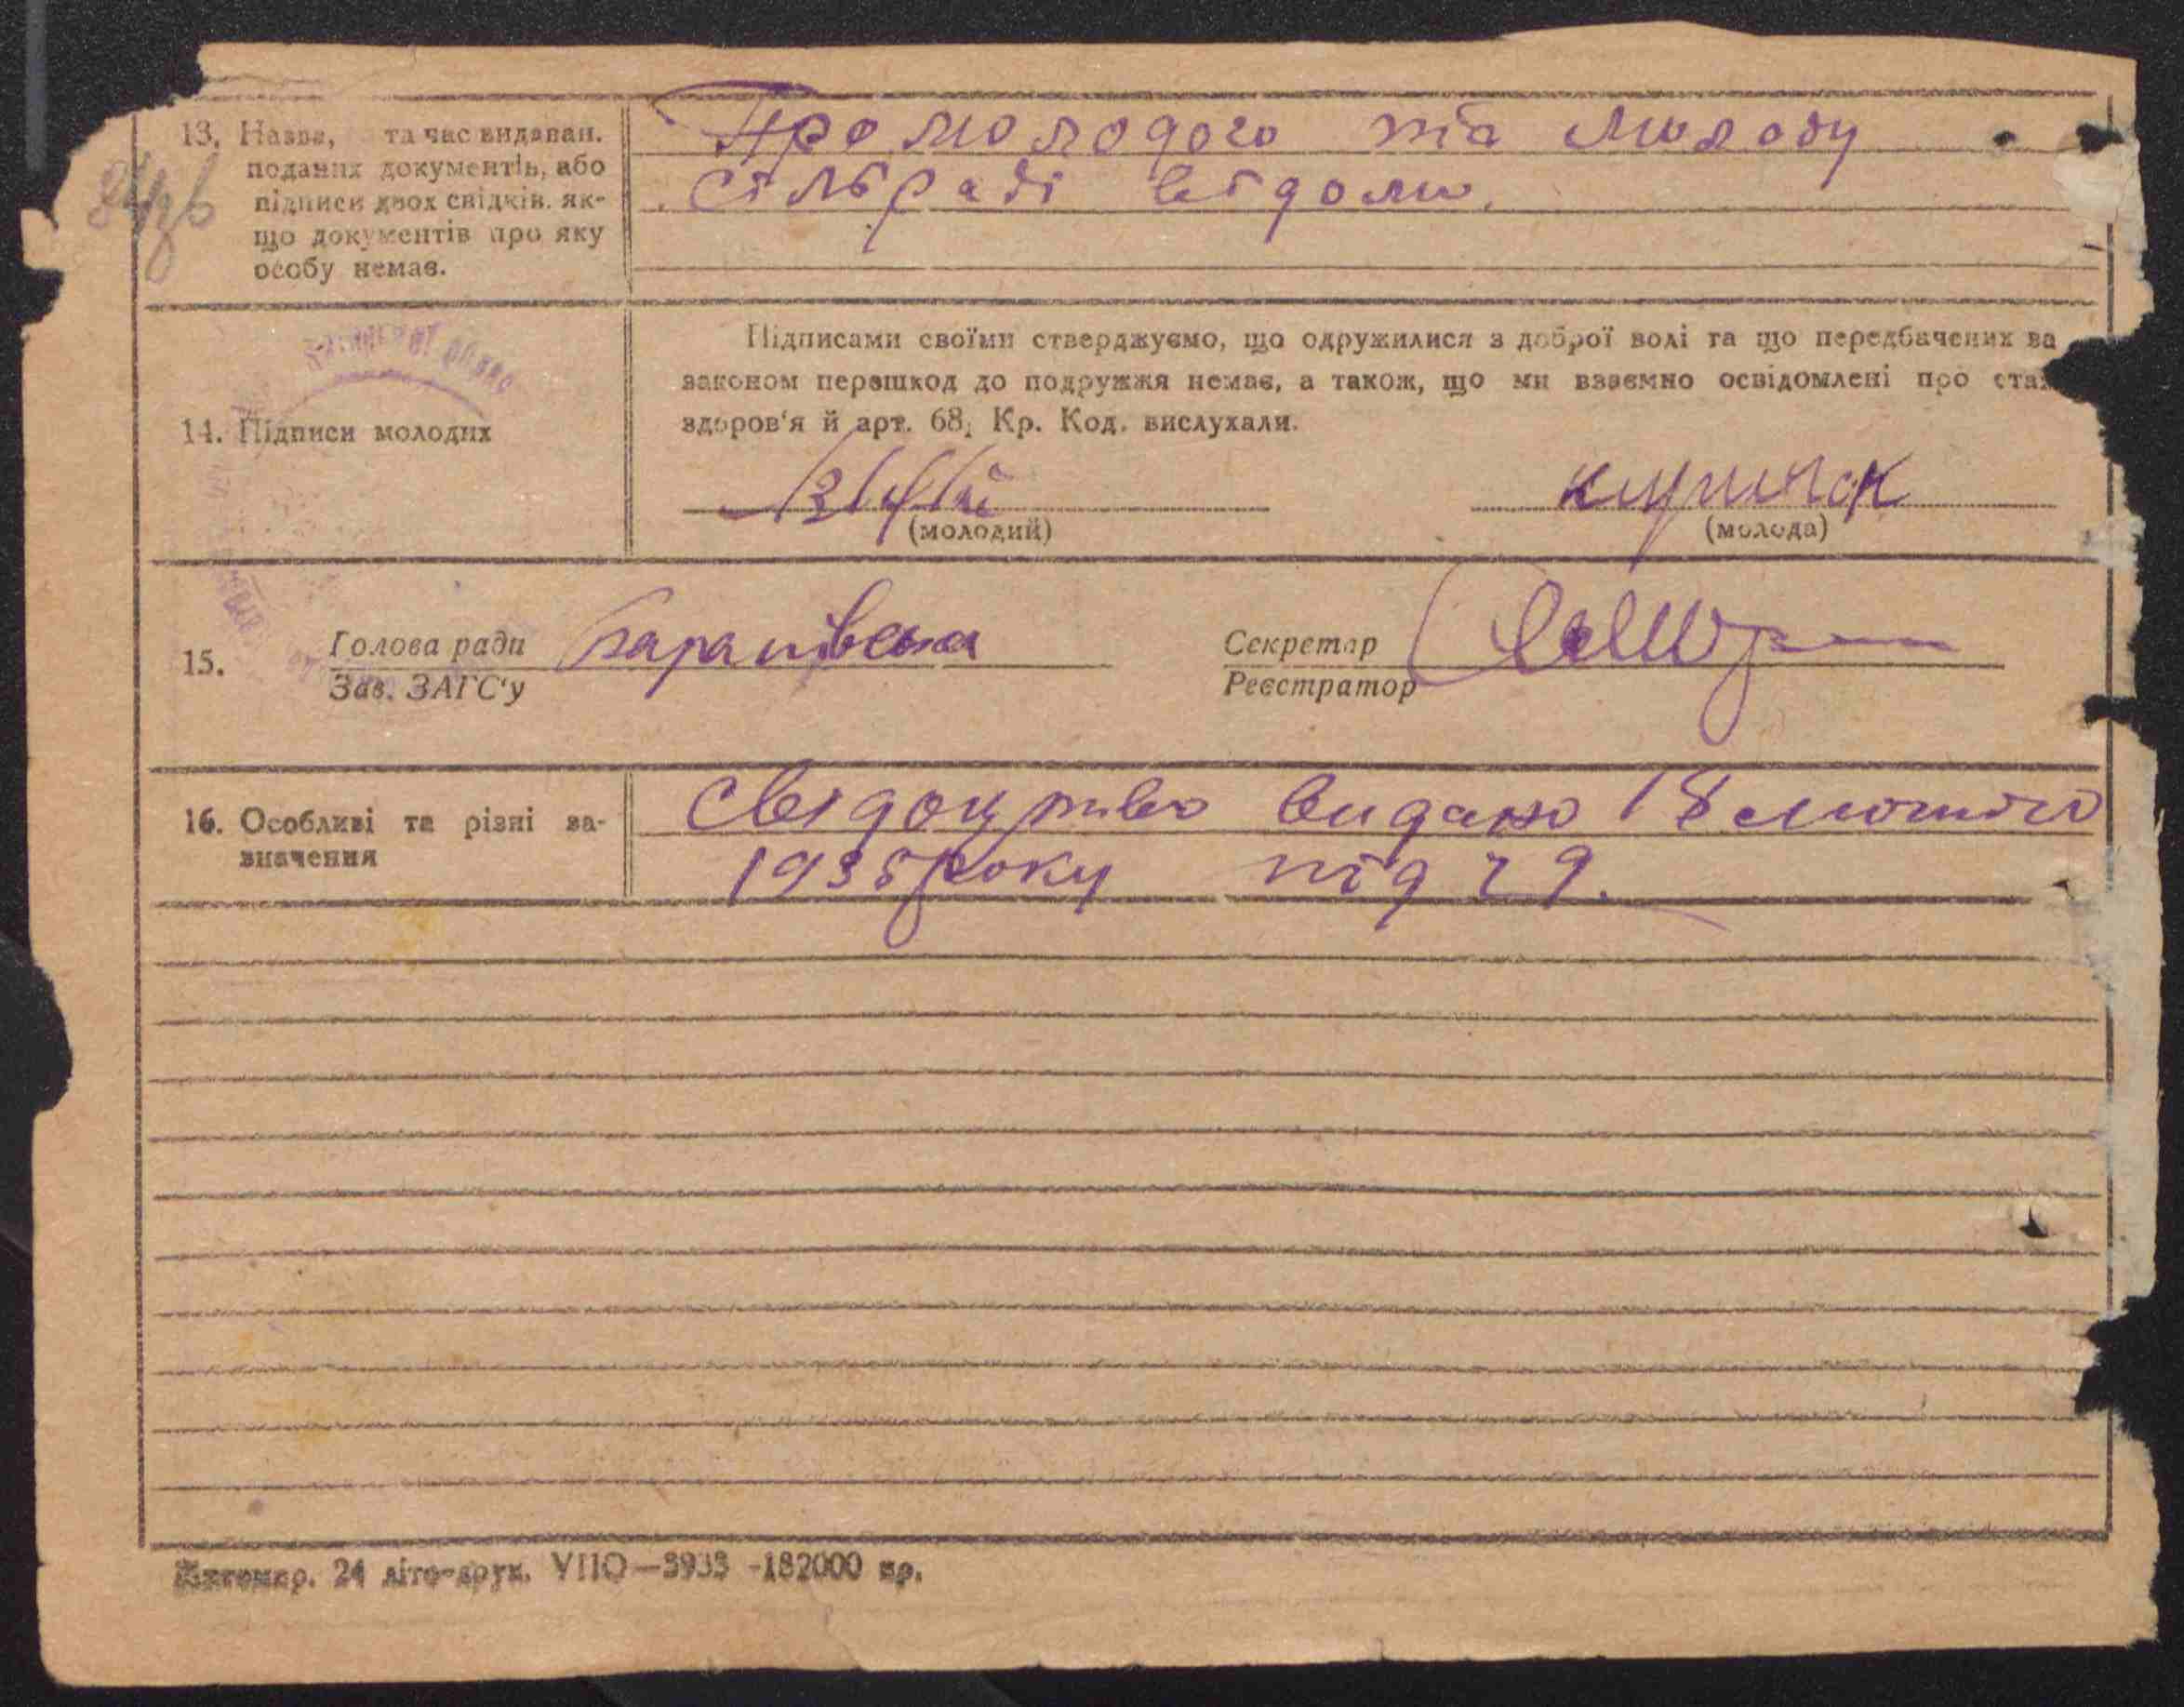 13. Назва, та час видаван.
поданих документів, або
підписи двох свідків, як-
що документів про яку
особу немає.
Про молодого та молоду
сільраді відомо.
14. Підписи молодих
Підписами своїми стверджуємо, що одружилися з доброї волі та що передбачених за
законом перешкод до подружжя немає, а також, що ми взаємно освідомлені про стан
здоров'я й арт. 68, Кр. Код. вислухали.
(молодий) (молода)
15. Голова ради Секретар
Зав. ЗАГС'у Реєстратор
16. Особливі та різні за-
значення
Свідоцтво видано 18 лютого
1935 року під ч 9.
Житомир. 24 літо-друк. УПО—3933 -182000 пр.